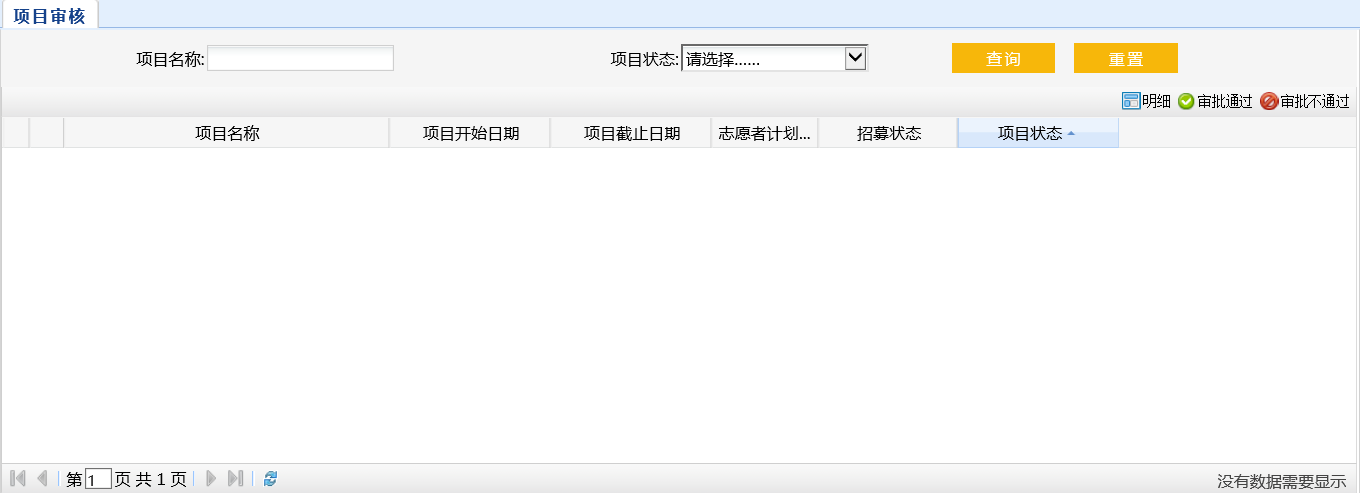 项目审核
项目名称: 项目状态: 请选择...... 查询 重置
明细 审批通过 审批不通过
项目名称 项目开始日期 项目截止日期 志愿者计划... 招募状态 项目状态
第 1 页 共 1 页 没有数据需要显示